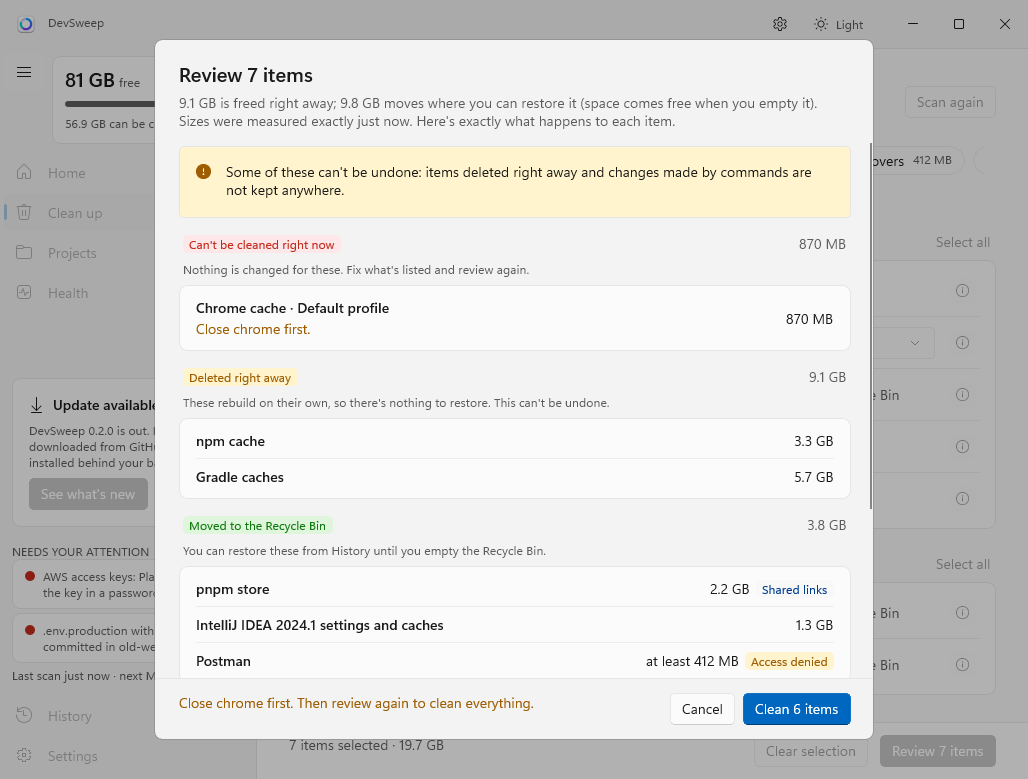 DevSweep
Light
81 GB free
56.9 GB can be c
Scan again
Home
Clean up
Projects
Health
overs 412 MB
Select all
Bin
Update available
DevSweep 0.2.0 is out.
downloaded from GitHu
installed behind your b
See what's new
NEEDS YOUR ATTENTION
AWS access keys: Pla
the key in a password
.env.production with
committed in old-we
Last scan just now · next M
History
Settings
Select all
Bin
Bin
7 items selected · 19.7 GB
Clear selection
Review 7 items
Review 7 items
9.1 GB is freed right away; 9.8 GB moves where you can restore it (space comes free when you empty it).
Sizes were measured exactly just now. Here's exactly what happens to each item.
Some of these can't be undone: items deleted right away and changes made by commands are
not kept anywhere.
Can't be cleaned right now 870 MB
Nothing is changed for these. Fix what's listed and review again.
Chrome cache · Default profile
Close chrome first.
870 MB
Deleted right away 9.1 GB
These rebuild on their own, so there's nothing to restore. This can't be undone.
npm cache 3.3 GB
Gradle caches 5.7 GB
Moved to the Recycle Bin 3.8 GB
You can restore these from History until you empty the Recycle Bin.
pnpm store 2.2 GB Shared links
IntelliJ IDEA 2024.1 settings and caches 1.3 GB
Postman at least 412 MB Access denied
Close chrome first. Then review again to clean everything.
Cancel
Clean 6 items